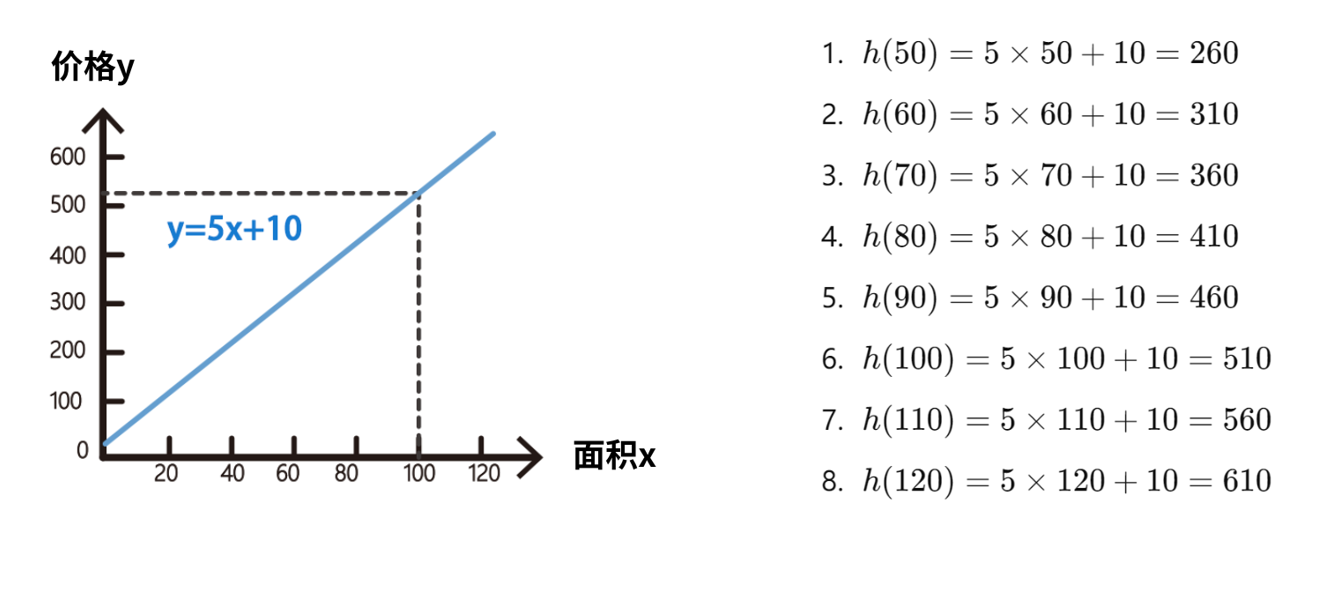 价格y
600
500
400
300
200
100
0
y=5x+10
20 40 60 80 100 120
面积x
1. h(50) = 5 × 50 + 10 = 260
2. h(60) = 5 × 60 + 10 = 310
3. h(70) = 5 × 70 + 10 = 360
4. h(80) = 5 × 80 + 10 = 410
5. h(90) = 5 × 90 + 10 = 460
6. h(100) = 5 × 100 + 10 = 510
7. h(110) = 5 × 110 + 10 = 560
8. h(120) = 5 × 120 + 10 = 610